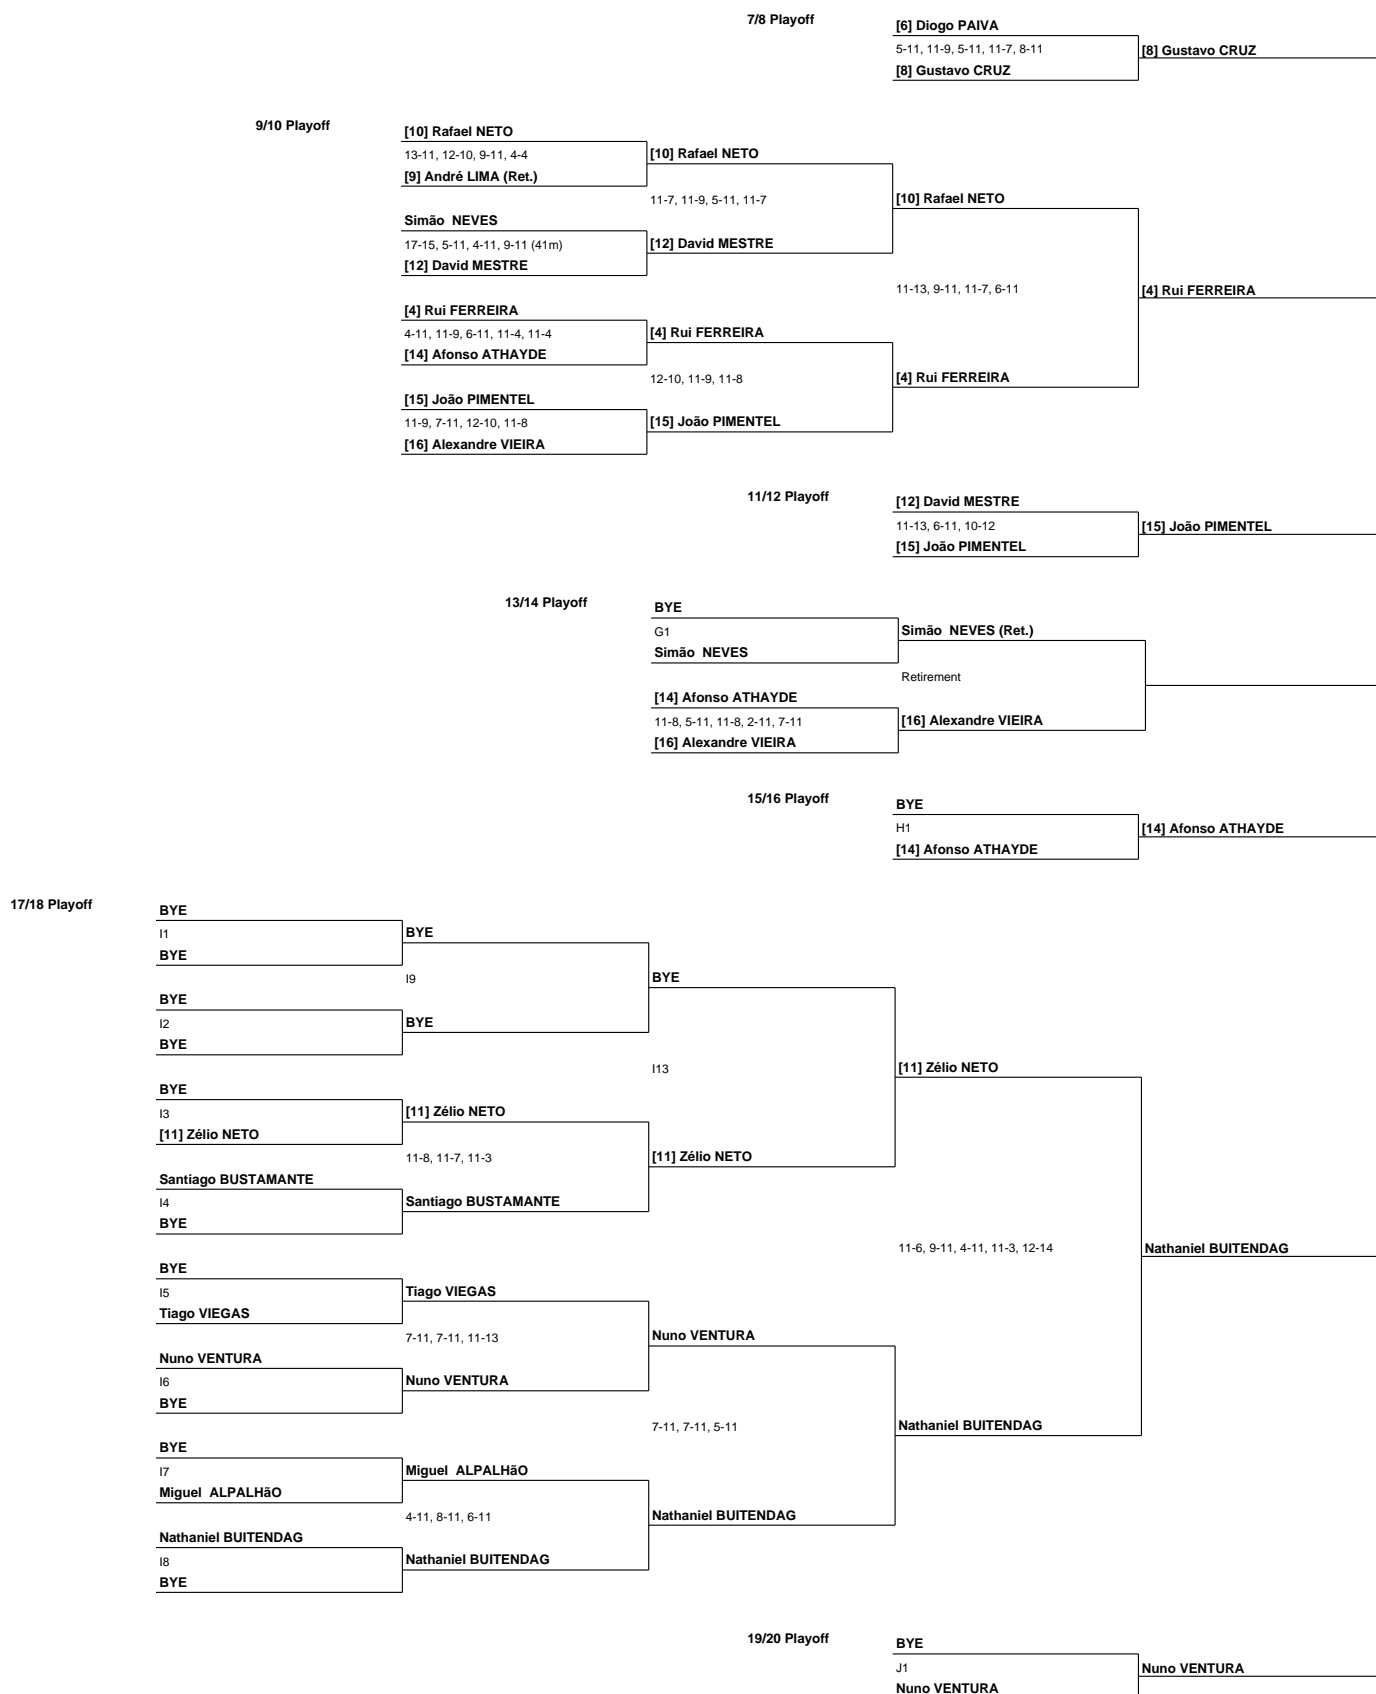 7/8 Playoff
[6] Diogo PAIVA
5-11, 11-9, 5-11, 11-7, 8-11
[8] Gustavo CRUZ
[8] Gustavo CRUZ
9/10 Playoff
[10] Rafael NETO
13-11, 12-10, 9-11, 4-4
[10] Rafael NETO
[9] André LIMA (Ret.)
11-7, 11-9, 5-11, 11-7
[10] Rafael NETO
Simão  NEVES
17-15, 5-11, 4-11, 9-11 (41m)
[12] David MESTRE
[12] David MESTRE
11-13, 9-11, 11-7, 6-11
[4] Rui FERREIRA
[4] Rui FERREIRA
4-11, 11-9, 6-11, 11-4, 11-4
[4] Rui FERREIRA
[14] Afonso ATHAYDE
12-10, 11-9, 11-8
[4] Rui FERREIRA
[15] João PIMENTEL
11-9, 7-11, 12-10, 11-8
[15] João PIMENTEL
[16] Alexandre VIEIRA
11/12 Playoff
[12] David MESTRE
11-13, 6-11, 10-12
[15] João PIMENTEL
[15] João PIMENTEL
13/14 Playoff
BYE
G1
Simão  NEVES (Ret.)
Simão  NEVES
Retirement
[14] Afonso ATHAYDE
11-8, 5-11, 11-8, 2-11, 7-11
[16] Alexandre VIEIRA
[16] Alexandre VIEIRA
15/16 Playoff
BYE
H1
[14] Afonso ATHAYDE
[14] Afonso ATHAYDE
17/18 Playoff
BYE
I1
BYE
BYE
I9
BYE
BYE
I2
BYE
BYE
I13
[11] Zélio NETO
BYE
I3
[11] Zélio NETO
[11] Zélio NETO
11-8, 11-7, 11-3
[11] Zélio NETO
Santiago BUSTAMANTE
I4
Santiago BUSTAMANTE
BYE
11-6, 9-11, 4-11, 11-3, 12-14
Nathaniel BUITENDAG
BYE
I5
Tiago VIEGAS
Tiago VIEGAS
7-11, 7-11, 11-13
Nuno VENTURA
Nuno VENTURA
I6
Nuno VENTURA
BYE
7-11, 7-11, 5-11
Nathaniel BUITENDAG
BYE
I7
Miguel  ALPALHãO
Miguel  ALPALHãO
4-11, 8-11, 6-11
Nathaniel BUITENDAG
Nathaniel BUITENDAG
I8
Nathaniel BUITENDAG
BYE
19/20 Playoff
BYE
J1
Nuno VENTURA
Nuno VENTURA